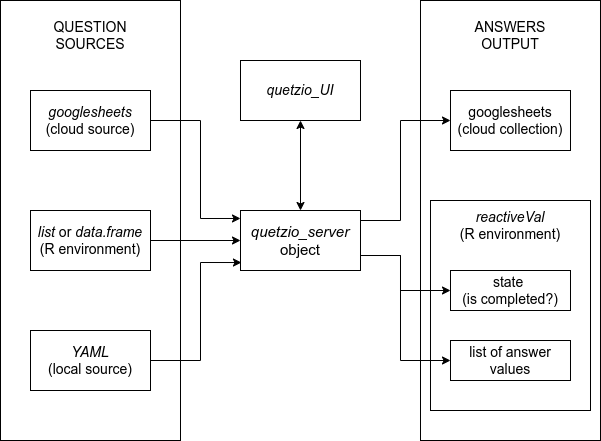 QUESTION
SOURCES
googlesheets
(cloud source)
list or data.frame
(R environment)
YAML
(local source)
quetzio_UI
quetzio_server
object
ANSWERS
OUTPUT
googlesheets
(cloud collection)
reactiveVal
(R environment)
state
(is completed?)
list of answer
values